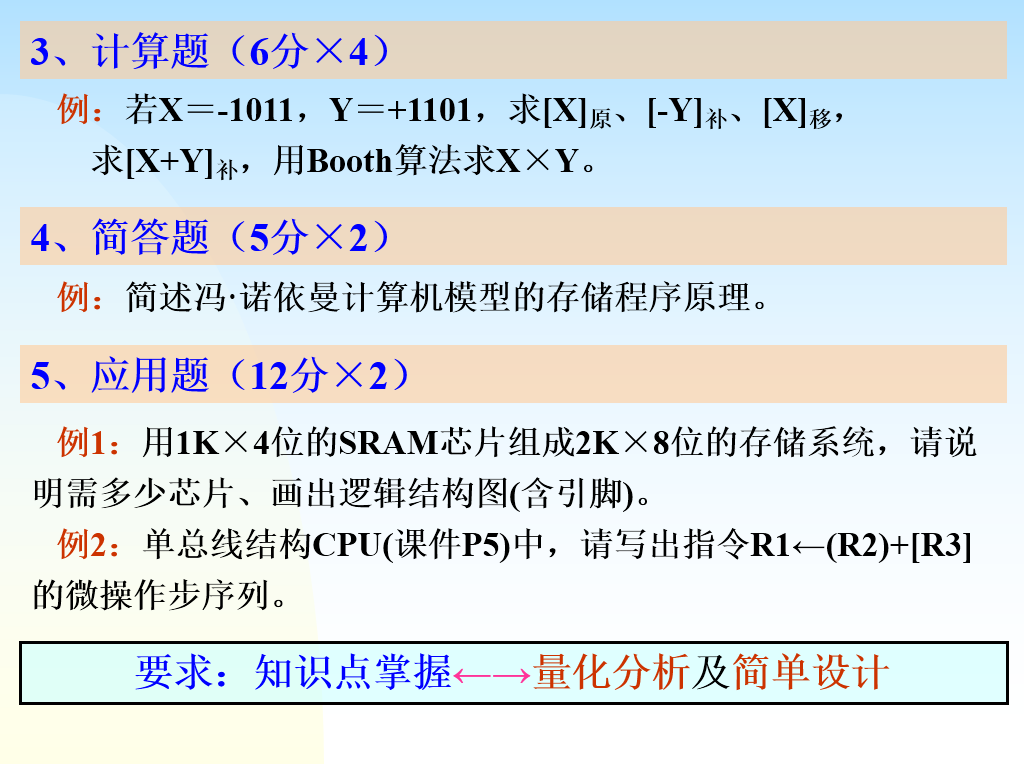 3、计算题（6分×4）
例：若X＝-1011，Y＝+1101，求[X]原、[-Y]补、[X]移，
求[X+Y]补，用Booth算法求X×Y。
4、简答题（5分×2）
例：简述冯·诺依曼计算机模型的存储程序原理。
5、应用题（12分×2）
例1：用1K×4位的SRAM芯片组成2K×8位的存储系统，请说
明需多少芯片、画出逻辑结构图(含引脚)。
例2：单总线结构CPU(课件P5)中，请写出指令R1←(R2)+[R3]
的微操作步序列。
要求：知识点掌握←→量化分析及简单设计